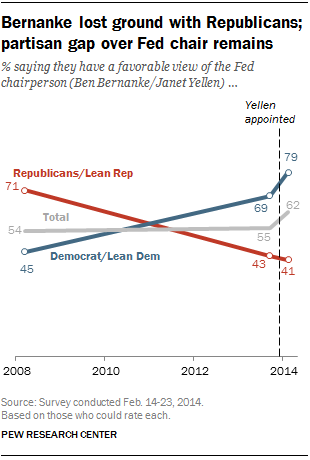 Bernanke lost ground with Republicans;
partisan gap over Fed chair remains
% saying they have a favorable view of the Fed
chairperson (Ben Bernanke/Janet Yellen) ...
Yellen
appointed
79
Republicans/Lean Rep
71
69
62
Total
54
55
Democrat/Lean Dem
45
43
41
2008 2010 2012 2014
Source: Survey conducted Feb. 14-23, 2014.
Based on those who could rate each.
PEW RESEARCH CENTER